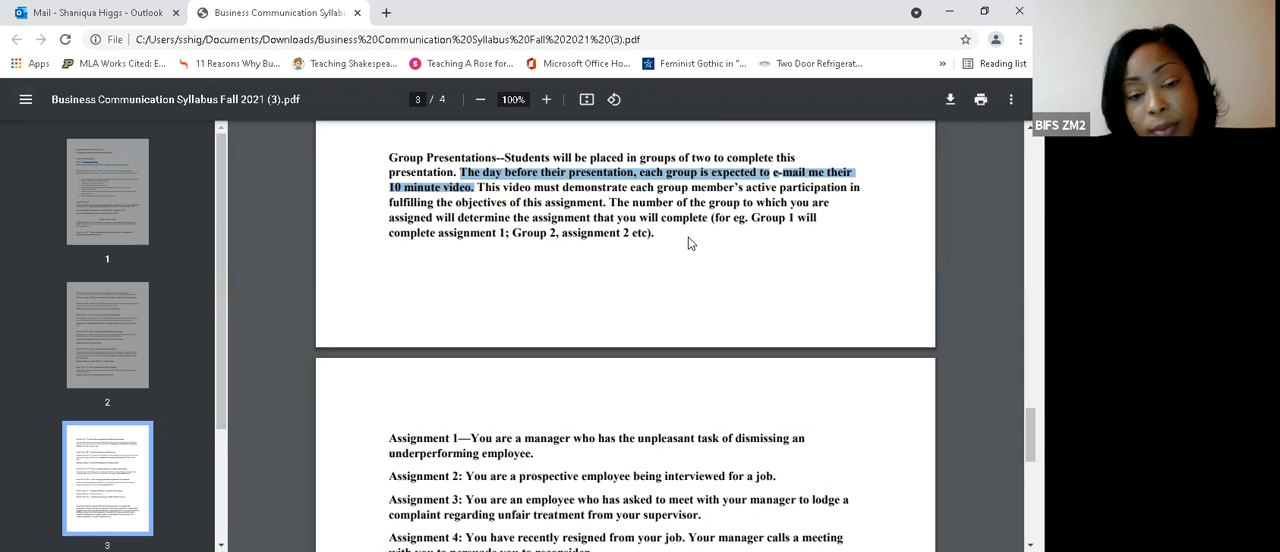 Mail - Shaniqua Higgs - Outlook
Business Communication Syllabus
File
C:/Users/sshig/Documents/Downloads/Business%20Communication%20Syllabus%20Fall%202021%20(3).pdf
Apps
MLA Works Cited: E...
11 Reasons Why Bu...
Teaching Shakespea...
Teaching A Rose for...
Microsoft Office Ho...
Feminist Gothic in "...
Two Door Refrigerat...
»
Reading list
Business Communication Syllabus Fall 2021 (3).pdf
3 / 4
100%
BIFS ZM2
1
2
3
Group Presentations--Students will be placed in groups of two to complete this
presentation. The day before their presentation, each group is expected to e-mail me their
10 minute video. This video must demonstrate each group member's active participation in
fulfilling the objectives of this assignment. The number of the group to which you are
assigned will determine the assignment that you will complete (for eg. Group 1 will
complete assignment 1; Group 2, assignment 2 etc).
Assignment 1—You are a manager who has the unpleasant task of dismissing an
underperforming employee.
Assignment 2: You are a prospective employee being interviewed for a job.
Assignment 3: You are an employee who has asked to meet with your manager to lodge a
complaint regarding unfair treatment from your supervisor.
Assignment 4: You have recently resigned from your job. Your manager calls a meeting
with you to persuade you to reconsider.